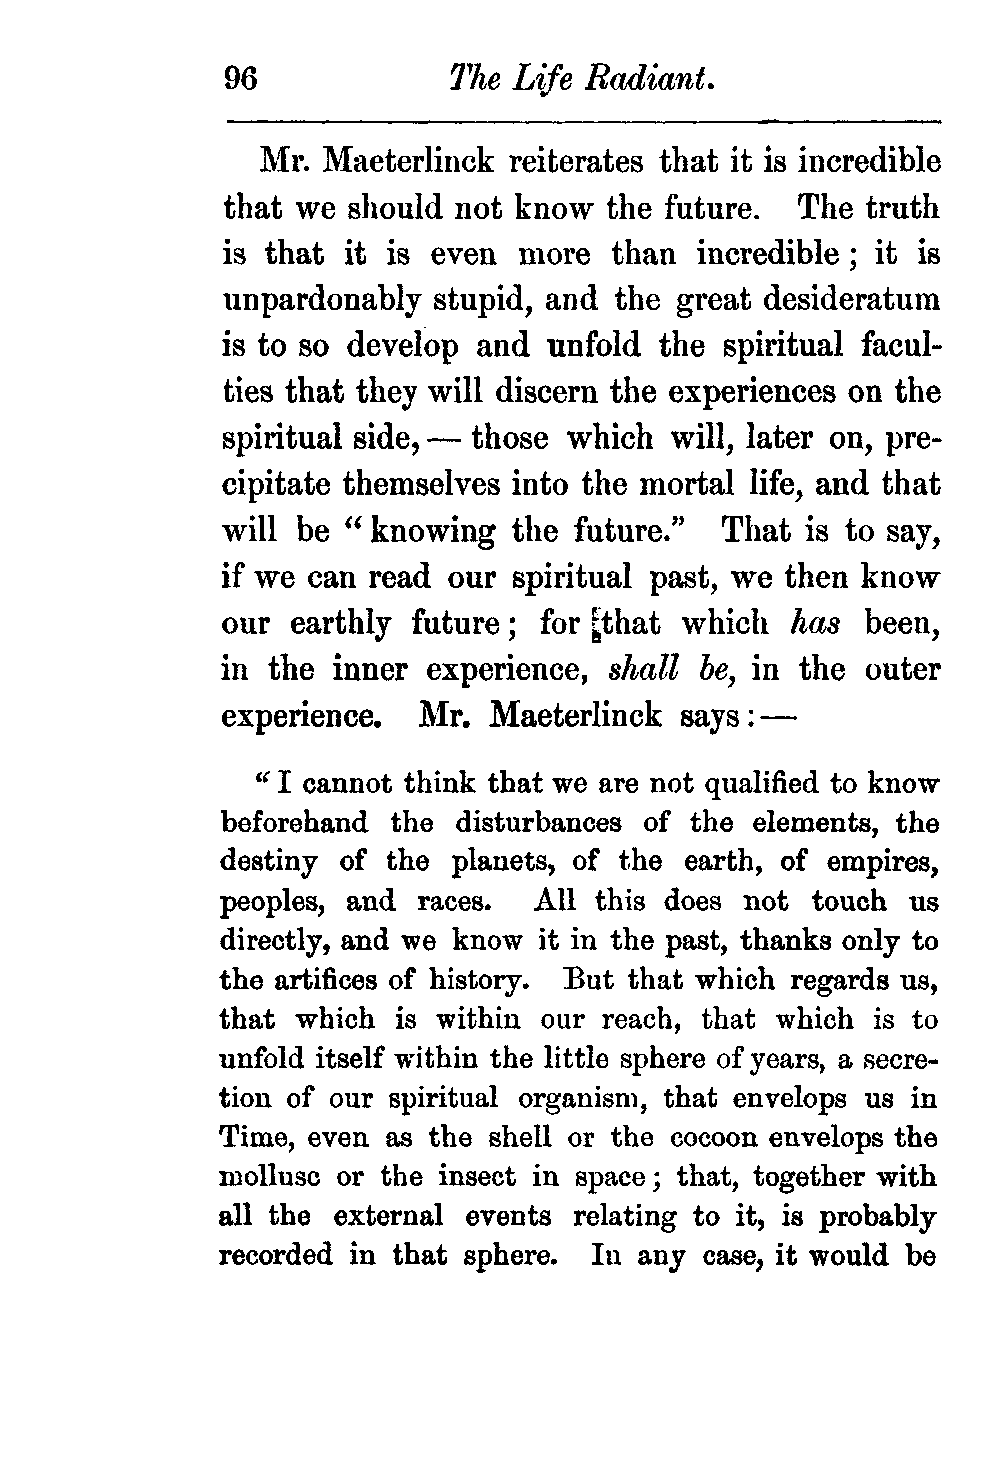 96 The Life Radiant.
Mr. Maeterlinck reiterates that it is incredible
that we should not know the future. The truth
is that it is even more than incredible; it is
unpardonably stupid, and the great desideratum
is to so develop and unfold the spiritual facul-
ties that they will discern the experiences on the
spiritual side, — those which will, later on, pre-
cipitate themselves into the mortal life, and that
will be "knowing the future." That is to say,
if we can read our spiritual past, we then know
our earthly future; for that which has been,
in the inner experience, shall be, in the outer
experience. Mr. Maeterlinck says: —
"I cannot think that we are not qualified to know
beforehand the disturbances of the elements, the
destiny of the planets, of the earth, of empires,
peoples, and races. All this does not touch us
directly, and we know it in the past, thanks only to
the artifices of history. But that which regards us,
that which is within our reach, that which is to
unfold itself within the little sphere of years, a secre-
tion of our spiritual organism, that envelops us in
Time, even as the shell or the cocoon envelops the
mollusc or the insect in space; that, together with
all the external events relating to it, is probably
recorded in that sphere. In any case, it would be